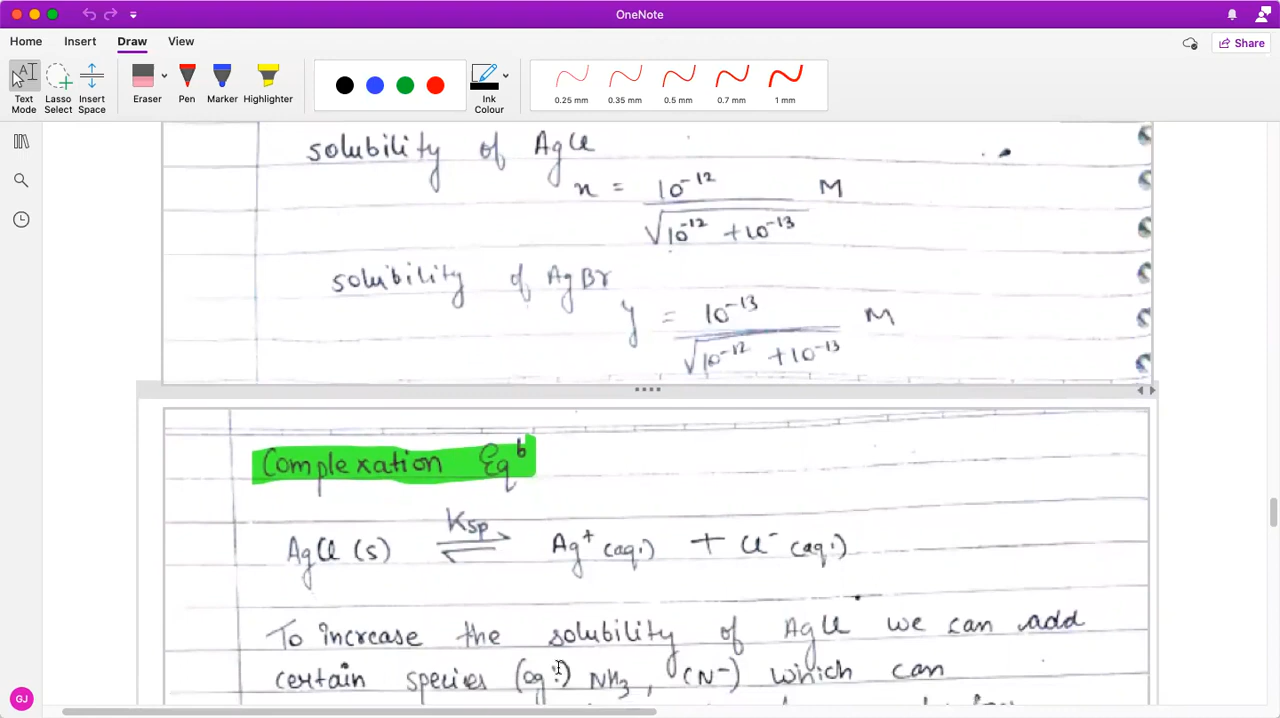 OneNote
Home Insert Draw View
Share
Text Mode
Lasso Select
Insert Space
Eraser
Pen
Marker
Highlighter
Ink Colour
0.25 mm
0.35 mm
0.5 mm
0.7 mm
1 mm
solubility of AgCl
x = 10⁻¹² / √10⁻¹² + 10⁻¹³ M
solubility of AgBr
y = 10⁻¹³ / √10⁻¹² + 10⁻¹³ M
Complexation Eqᵇ
AgCl (s) ⇌ Ksp Ag⁺ (aq.) + Cl⁻ (aq.)
To increase the solubility of AgCl we can add
certain species (eg:) NH₃, (CN⁻) which can
GJ